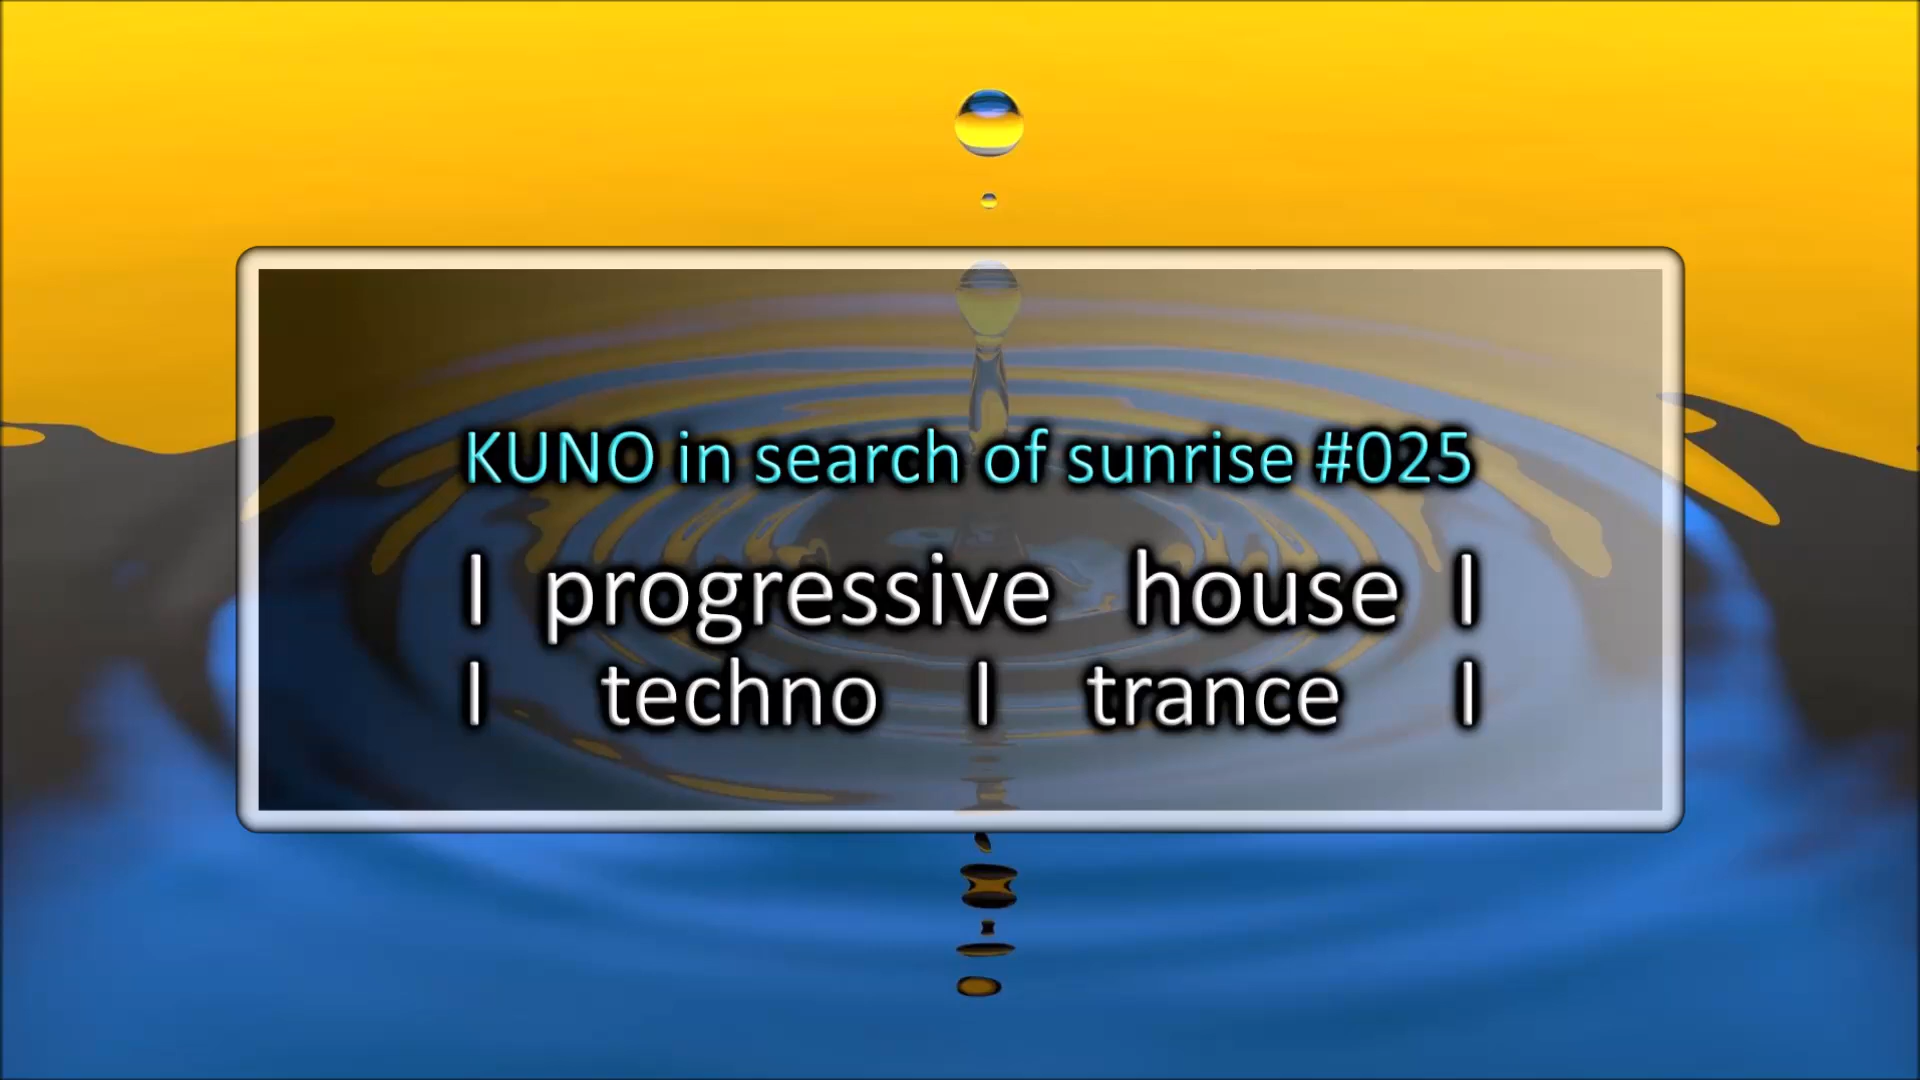 KUNO in search of sunrise #025
| progressive house |
| techno | trance |